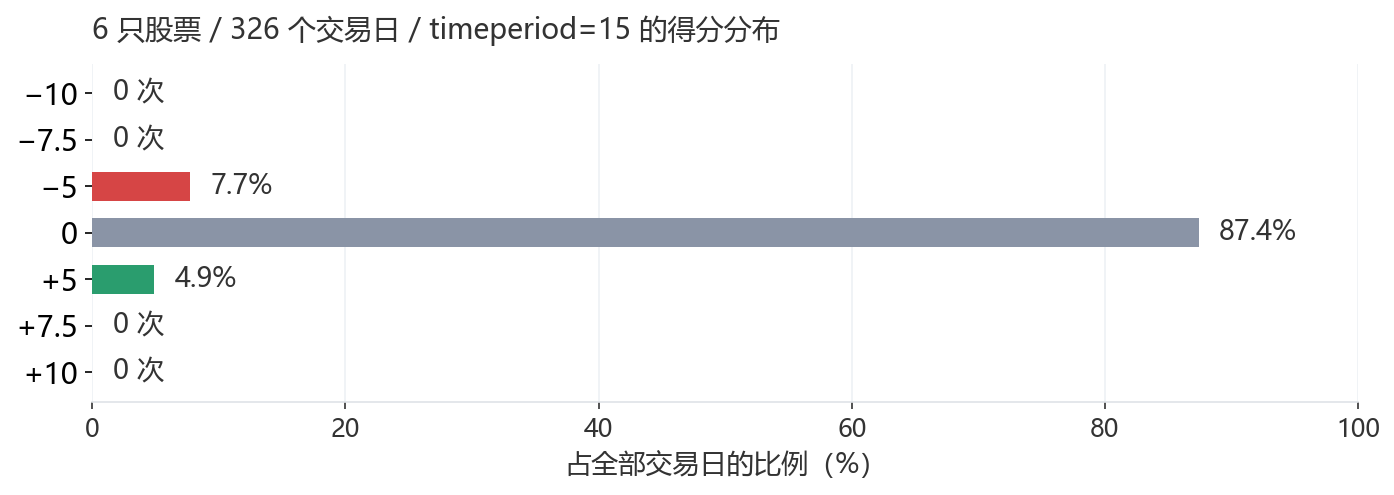 6 只股票 / 326 个交易日 / timeperiod=15 的得分分布
−10 0 次
−7.5 0 次
−5 7.7%
0 87.4%
+5 4.9%
+7.5 0 次
+10 0 次
0 20 40 60 80 100
占全部交易日的比例（%）